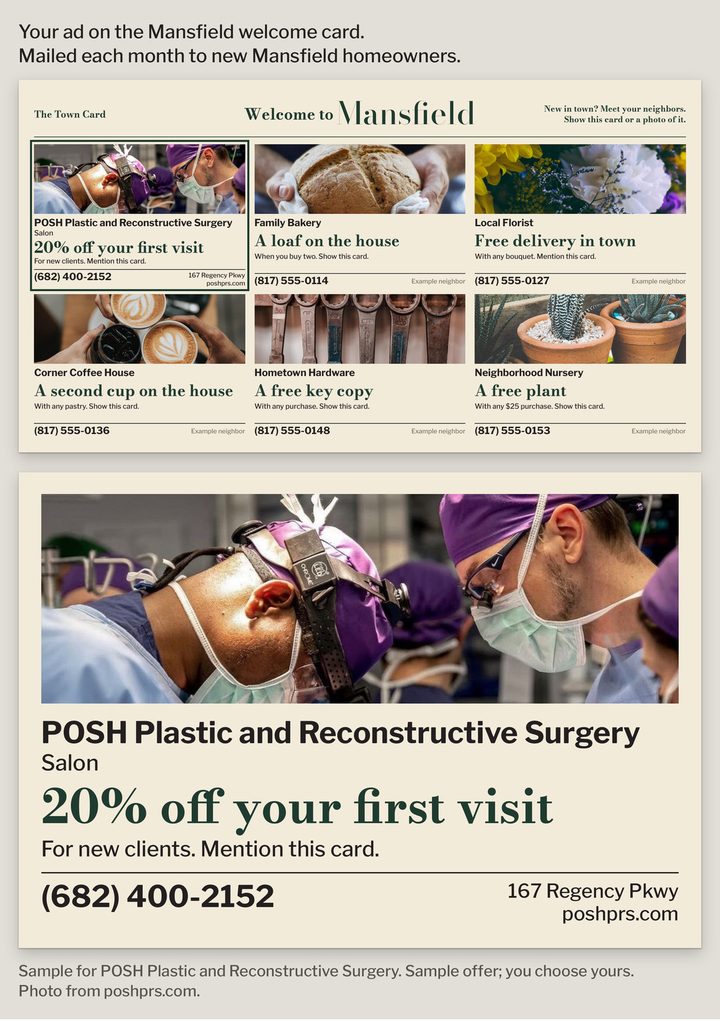 Your ad on the Mansfield welcome card.
Mailed each month to new Mansfield homeowners.
The Town Card
Welcome to Mansfield
New in town? Meet your neighbors.
Show this card or a photo of it.
POSH Plastic and Reconstructive Surgery
Salon
20% off your first visit
For new clients. Mention this card.
(682) 400-2152
167 Regency Pkwy
poshprs.com
Family Bakery
A loaf on the house
When you buy two. Show this card.
(817) 555-0114
Example neighbor
Local Florist
Free delivery in town
With any bouquet. Mention this card.
(817) 555-0127
Example neighbor
Corner Coffee House
A second cup on the house
With any pastry. Show this card.
(817) 555-0136
Example neighbor
Hometown Hardware
A free key copy
With any purchase. Show this card.
(817) 555-0148
Example neighbor
Neighborhood Nursery
A free plant
With any $25 purchase. Show this card.
(817) 555-0153
Example neighbor
POSH Plastic and Reconstructive Surgery
Salon
20% off your first visit
For new clients. Mention this card.
(682) 400-2152
167 Regency Pkwy
poshprs.com
Sample for POSH Plastic and Reconstructive Surgery. Sample offer; you choose yours.
Photo from poshprs.com.